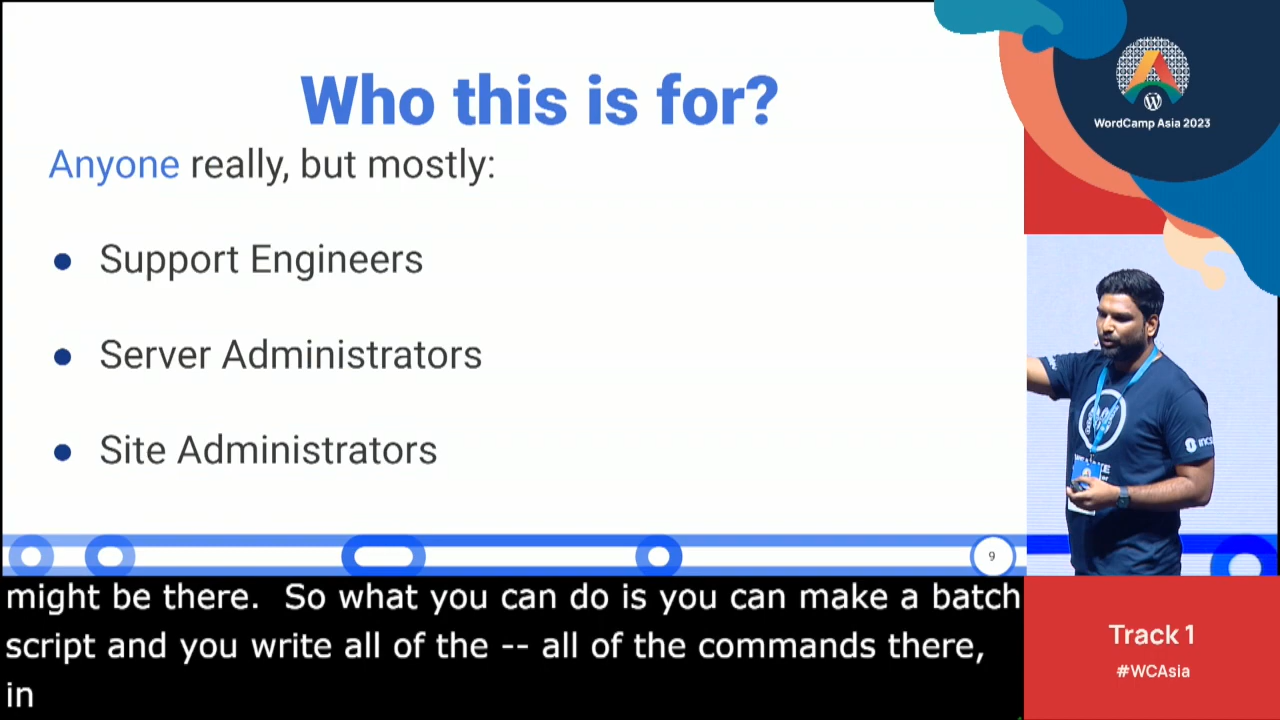 Who this is for?
Anyone really, but mostly:
● Support Engineers
● Server Administrators
● Site Administrators
9
might be there.  So what you can do is you can make a batch
script and you write all of the -- all of the commands there,
in
WordCamp Asia 2023
Track 1
#WCAsia